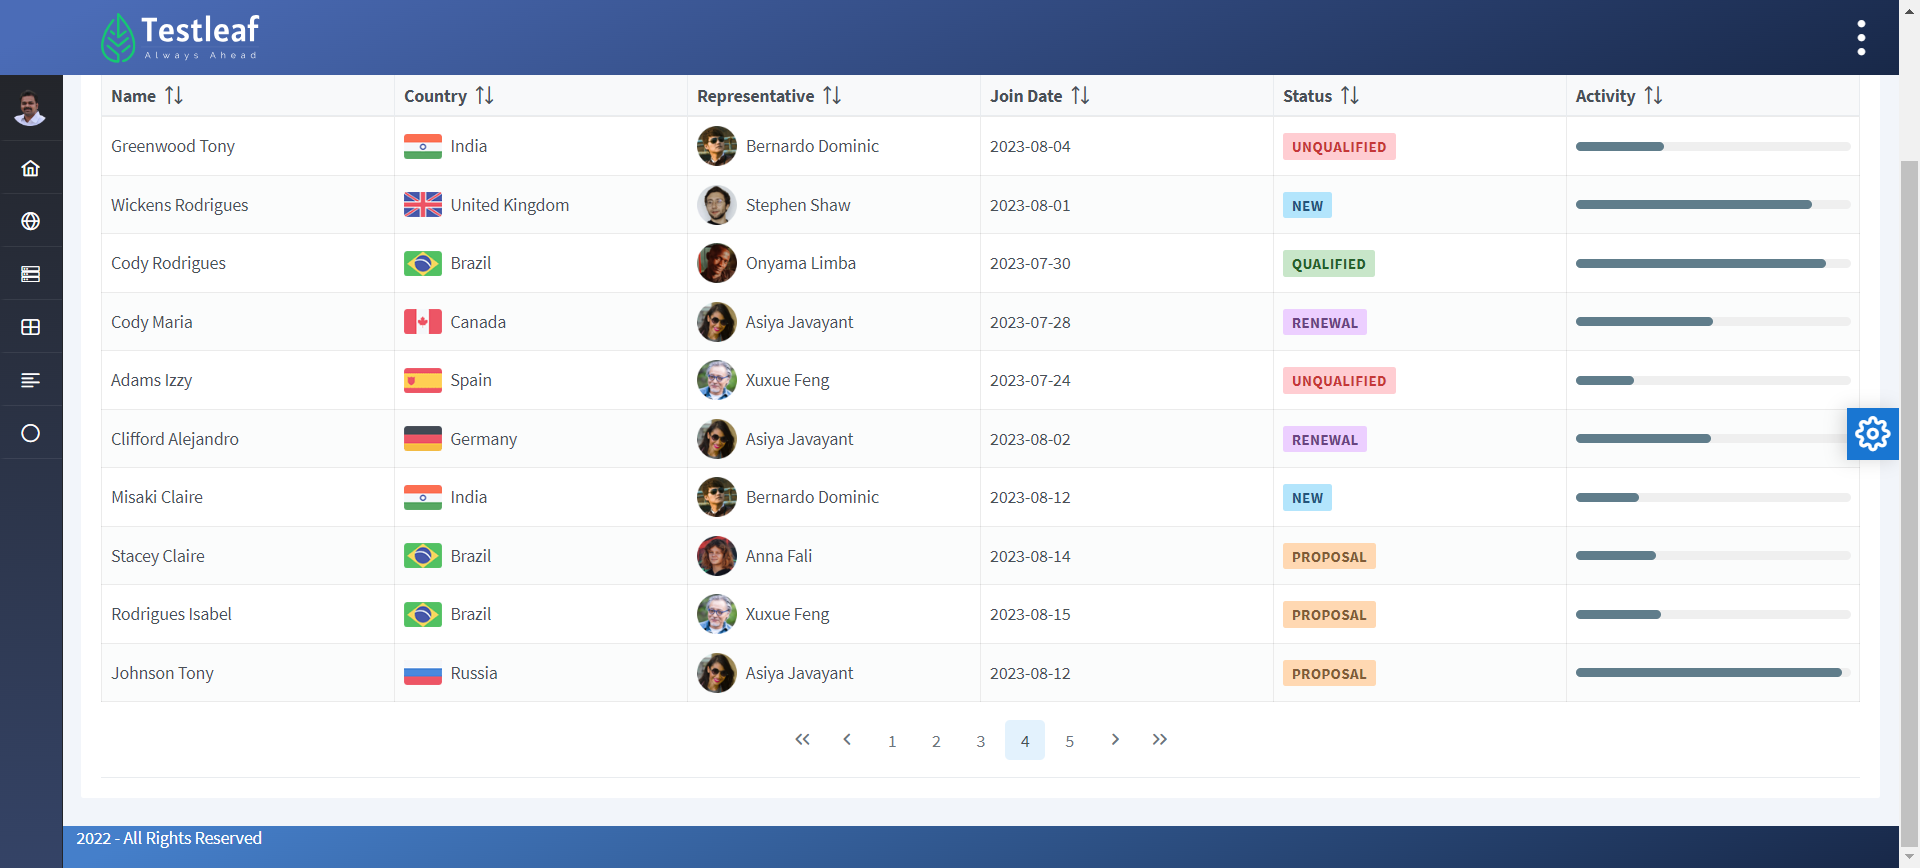 Testleaf
Always Ahead
Name Country Representative Join Date Status Activity
Greenwood Tony India Bernardo Dominic 2023-08-04 UNQUALIFIED
Wickens Rodrigues United Kingdom Stephen Shaw 2023-08-01 NEW
Cody Rodrigues Brazil Onyama Limba 2023-07-30 QUALIFIED
Cody Maria Canada Asiya Javayant 2023-07-28 RENEWAL
Adams Izzy Spain Xuxue Feng 2023-07-24 UNQUALIFIED
Clifford Alejandro Germany Asiya Javayant 2023-08-02 RENEWAL
Misaki Claire India Bernardo Dominic 2023-08-12 NEW
Stacey Claire Brazil Anna Fali 2023-08-14 PROPOSAL
Rodrigues Isabel Brazil Xuxue Feng 2023-08-15 PROPOSAL
Johnson Tony Russia Asiya Javayant 2023-08-12 PROPOSAL
1 2 3 4 5
2022 - All Rights Reserved